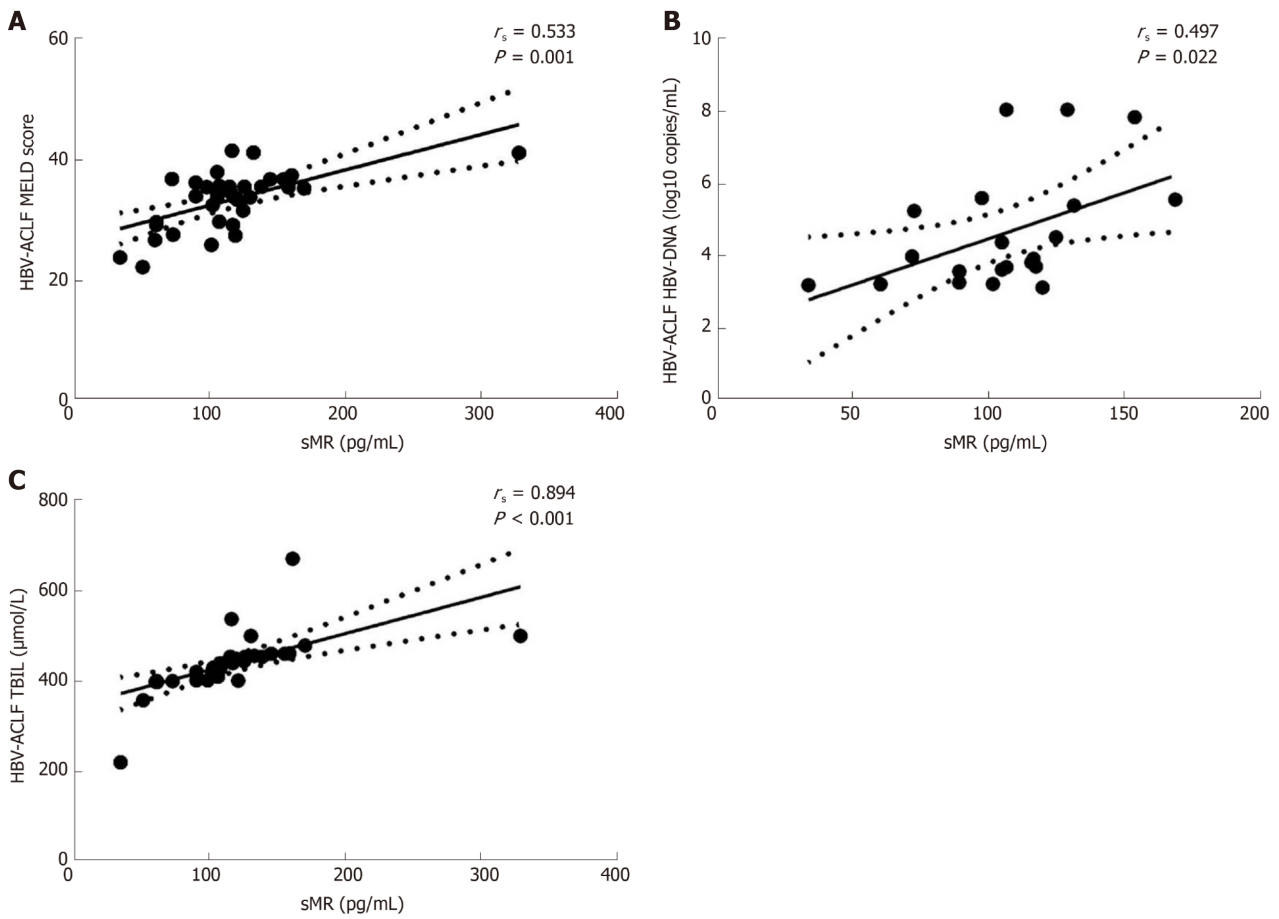 A
rs = 0.533
P = 0.001
60
40
20
0
0 100 200 300 400
HBV-ACLF MELD score
sMR (pg/mL)
B
rs = 0.497
P = 0.022
10
8
6
4
2
0
0 50 100 150 200
HBV-ACLF HBV-DNA (log10 copies/mL)
sMR (pg/mL)
C
rs = 0.894
P < 0.001
800
600
400
200
0
0 100 200 300 400
HBV-ACLF TBIL (μmol/L)
sMR (pg/mL)